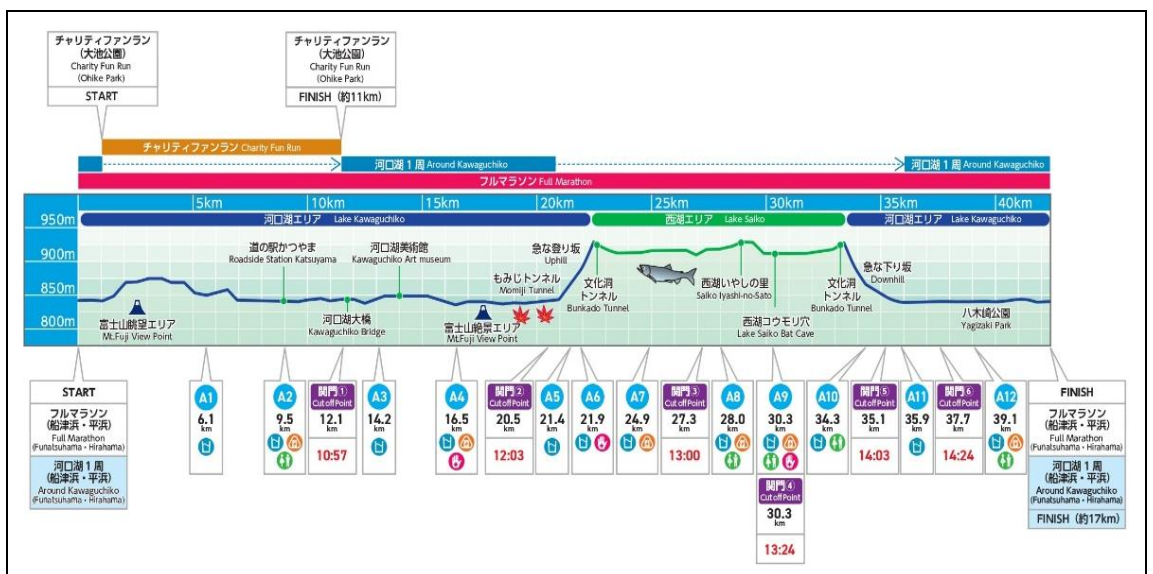 チャリティファンラン
(大池公園)
Charity Fun Run
(Ohike Park)
START
チャリティファンラン
(大池公園)
Charity Fun Run
(Ohike Park)
FINISH (約11km)
チャリティファンラン Charity Fun Run
河口湖1周 Around Kawaguchiko
河口湖1周 Around Kawaguchiko
フルマラソン Full Marathon
5km
10km
15km
20km
25km
30km
35km
40km
950m
900m
850m
800m
河口湖エリア Lake Kawaguchiko
西湖エリア Lake Saiko
河口湖エリア Lake Kawaguchiko
富士山眺望エリア
Mt.Fuji View Point
道の駅かつやま
Roadside Station Katsuyama
河口湖大橋
Kawaguchiko Bridge
河口湖美術館
Kawaguchiko Art museum
富士山絶景エリア
Mt.Fuji View Point
もみじトンネル
Momiji Tunnel
急な登り坂
Uphill
文化洞
トンネル
Bunkado Tunnel
西湖いやしの里
Saiko Iyashi-no-Sato
西湖コウモリ穴
Lake Saiko Bat Cave
文化洞
トンネル
Bunkado Tunnel
急な下り坂
Downhill
八木崎公園
Yagizaki Park
START
フルマラソン
(船津浜・平浜)
Full Marathon
(Funatsuhama・Hirahama)
河口湖1周
(船津浜・平浜)
Around Kawaguchiko
(Funatsuhama・Hirahama)
A1
6.1
km
A2
9.5
km
関門①
Cut off Point
12.1
km
10:57
A3
14.2
km
A4
16.5
km
関門②
Cut off Point
20.5
km
12:03
A5
21.4
km
A6
21.9
km
A7
24.9
km
関門③
Cut off Point
27.3
km
13:00
A8
28.0
km
A9
30.3
km
関門④
Cut off Point
30.3
km
13:24
A10
34.3
km
関門⑤
Cut off Point
35.1
km
14:03
A11
35.9
km
関門⑥
Cut off Point
37.7
km
14:24
A12
39.1
km
FINISH
フルマラソン
(船津浜・平浜)
Full Marathon
(Funatsuhama・Hirahama)
河口湖1周
(船津浜・平浜)
Around Kawaguchiko
(Funatsuhama・Hirahama)
FINISH (約17km)